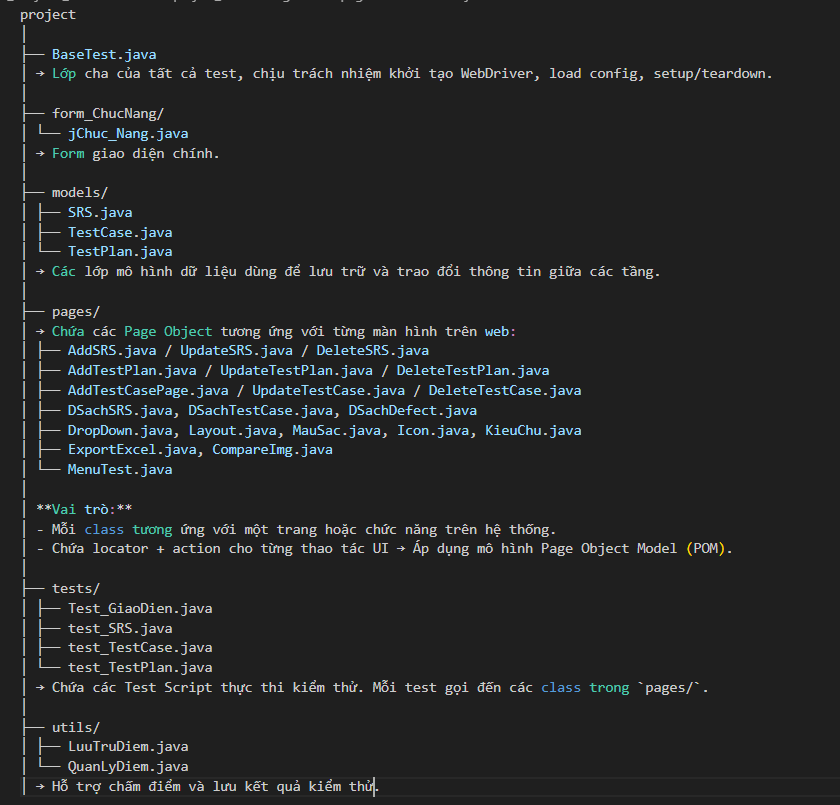 project
│
├── BaseTest.java
│ → Lớp cha của tất cả test, chịu trách nhiệm khởi tạo WebDriver, load config, setup/teardown.
│
├── form_ChucNang/
│ └── jChuc_Nang.java
│ → Form giao diện chính.
│
├── models/
│ ├── SRS.java
│ ├── TestCase.java
│ └── TestPlan.java
│ → Các lớp mô hình dữ liệu dùng để lưu trữ và trao đổi thông tin giữa các tầng.
│
├── pages/
│ → Chứa các Page Object tương ứng với từng màn hình trên web:
│ ├── AddSRS.java / UpdateSRS.java / DeleteSRS.java
│ ├── AddTestPlan.java / UpdateTestPlan.java / DeleteTestPlan.java
│ ├── AddTestCasePage.java / UpdateTestCase.java / DeleteTestCase.java
│ ├── DSachSRS.java, DSachTestCase.java, DSachDefect.java
│ ├── DropDown.java, Layout.java, MauSac.java, Icon.java, KieuChu.java
│ ├── ExportExcel.java, CompareImg.java
│ └── MenuTest.java
│
│ **Vai trò:**
│ - Mỗi class tương ứng với một trang hoặc chức năng trên hệ thống.
│ - Chứa locator + action cho từng thao tác UI → Áp dụng mô hình Page Object Model (POM).
│
├── tests/
│ ├── Test_GiaoDien.java
│ ├── test_SRS.java
│ ├── test_TestCase.java
│ └── test_TestPlan.java
│ → Chứa các Test Script thực thi kiểm thử. Mỗi test gọi đến các class trong `pages/`.
│
├── utils/
│ ├── LuuTruDiem.java
│ └── QuanLyDiem.java
│ → Hỗ trợ chấm điểm và lưu kết quả kiểm thử.